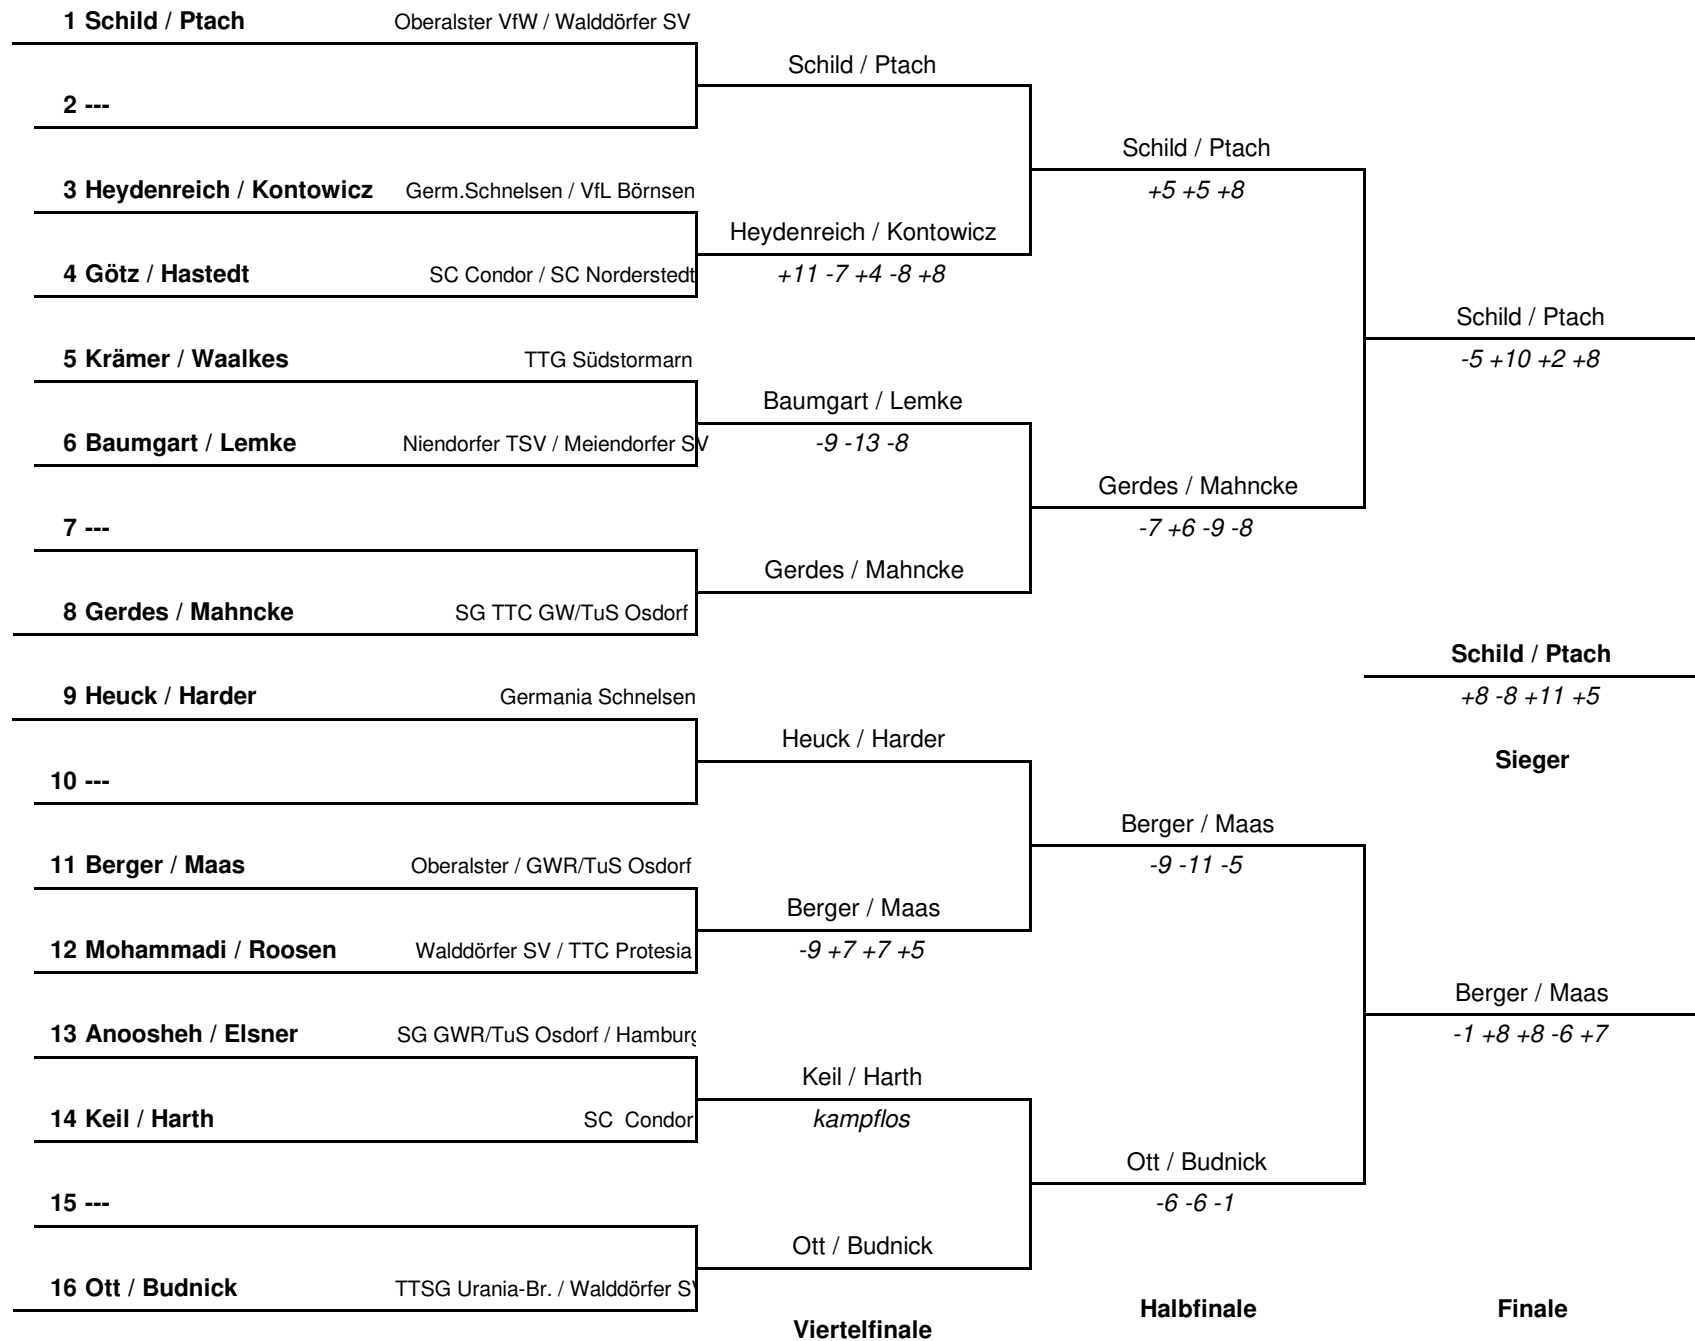 1 Schild / Ptach Oberalster VfW / Walddörfer SV
Schild / Ptach
2 ---
Schild / Ptach
3 Heydenreich / Kontowicz Germ.Schnelsen / VfL Börnsen +5 +5 +8
Heydenreich / Kontowicz
4 Götz / Hastedt SC Condor / SC Norderstedt +11 -7 +4 -8 +8
Schild / Ptach
5 Krämer / Waalkes TTG Südstormarn -5 +10 +2 +8
Baumgart / Lemke
6 Baumgart / Lemke Niendorfer TSV / Meiendorfer SV -9 -13 -8
Gerdes / Mahncke
7 --- -7 +6 -9 -8
Gerdes / Mahncke
8 Gerdes / Mahncke SG TTC GW/TuS Osdorf
Schild / Ptach
9 Heuck / Harder Germania Schnelsen +8 -8 +11 +5
Heuck / Harder
Sieger
10 ---
Berger / Maas
11 Berger / Maas Oberalster / GWR/TuS Osdorf -9 -11 -5
Berger / Maas
12 Mohammadi / Roosen Walddörfer SV / TTC Protesia -9 +7 +7 +5
Berger / Maas
13 Anoosheh / Elsner SG GWR/TuS Osdorf / Hamburg -1 +8 +8 -6 +7
Keil / Harth
14 Keil / Harth SC Condor kampflos
Ott / Budnick
15 --- -6 -6 -1
Ott / Budnick
16 Ott / Budnick TTSG Urania-Br. / Walddörfer SV
Halbfinale Finale
Viertelfinale